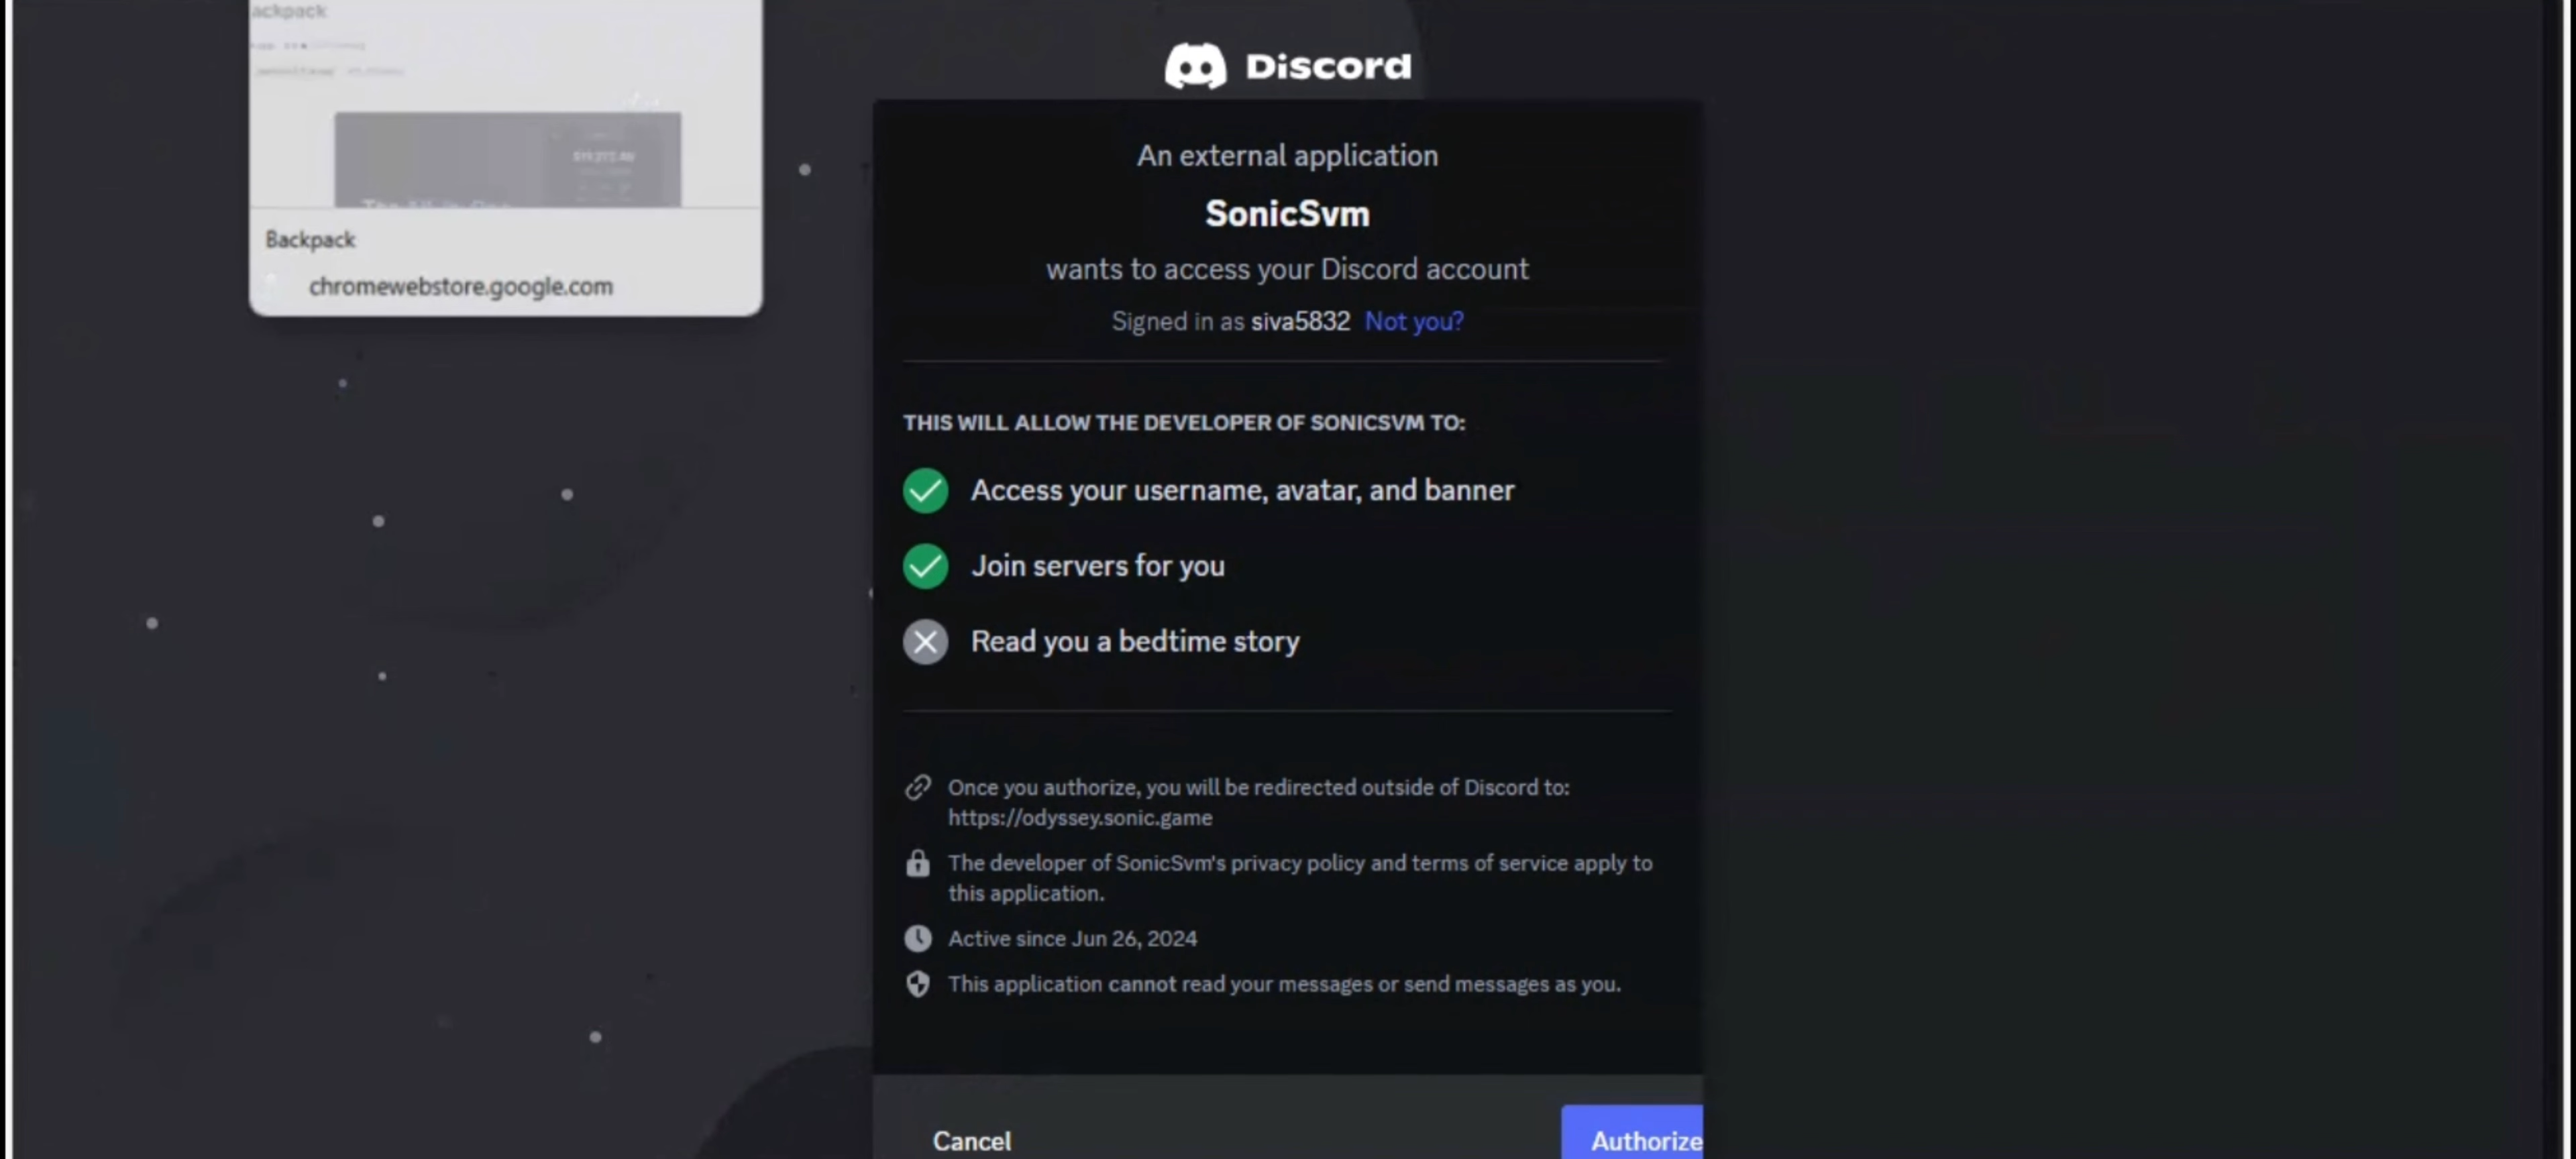 ackpack
Backpack
chromewebstore.google.com
Discord
An external application
SonicSvm
wants to access your Discord account
Signed in as siva5832 Not you?
THIS WILL ALLOW THE DEVELOPER OF SONICSVM TO:
Access your username, avatar, and banner
Join servers for you
Read you a bedtime story
Once you authorize, you will be redirected outside of Discord to:
https://odyssey.sonic.game
The developer of SonicSvm's privacy policy and terms of service apply to
this application.
Active since Jun 26, 2024
This application cannot read your messages or send messages as you.
Cancel
Authorize